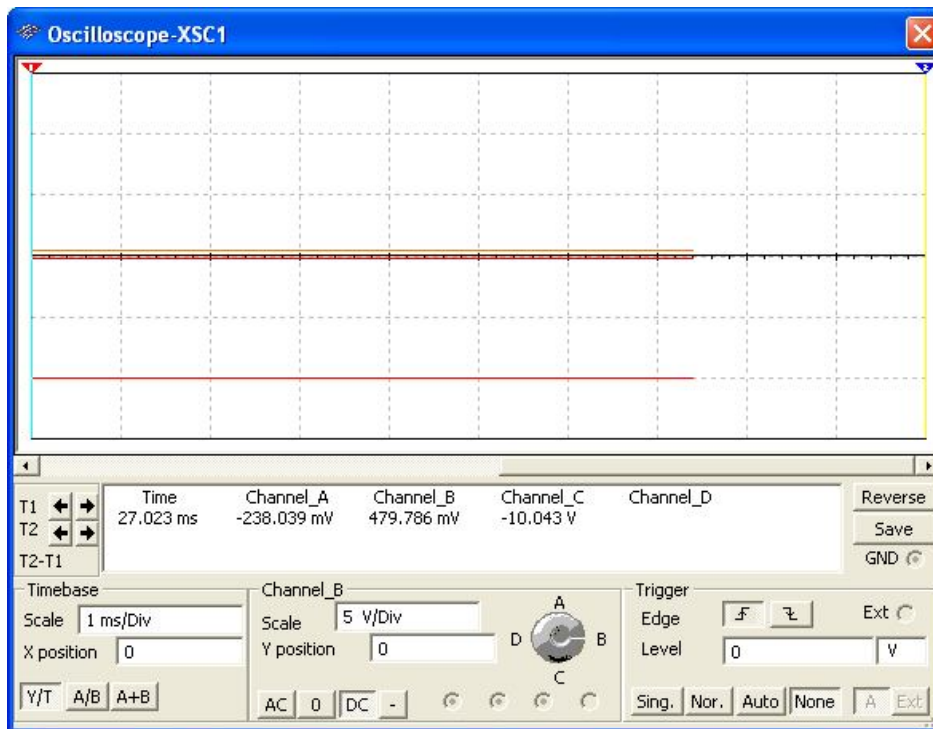 Oscilloscope-XSC1
1
2
Time Channel_A Channel_B Channel_C Channel_D
27.023 ms -238.039 mV 479.786 mV -10.043 V
T1
T2
T2-T1
Reverse
Save
GND
Timebase
Scale 1 ms/Div
X position 0
Y/T A/B A+B
Channel_B
Scale 5 V/Div
Y position 0
AC 0 DC -
A
D B
C
Trigger
Edge Ext
Level 0 V
Sing. Nor. Auto None A Ext